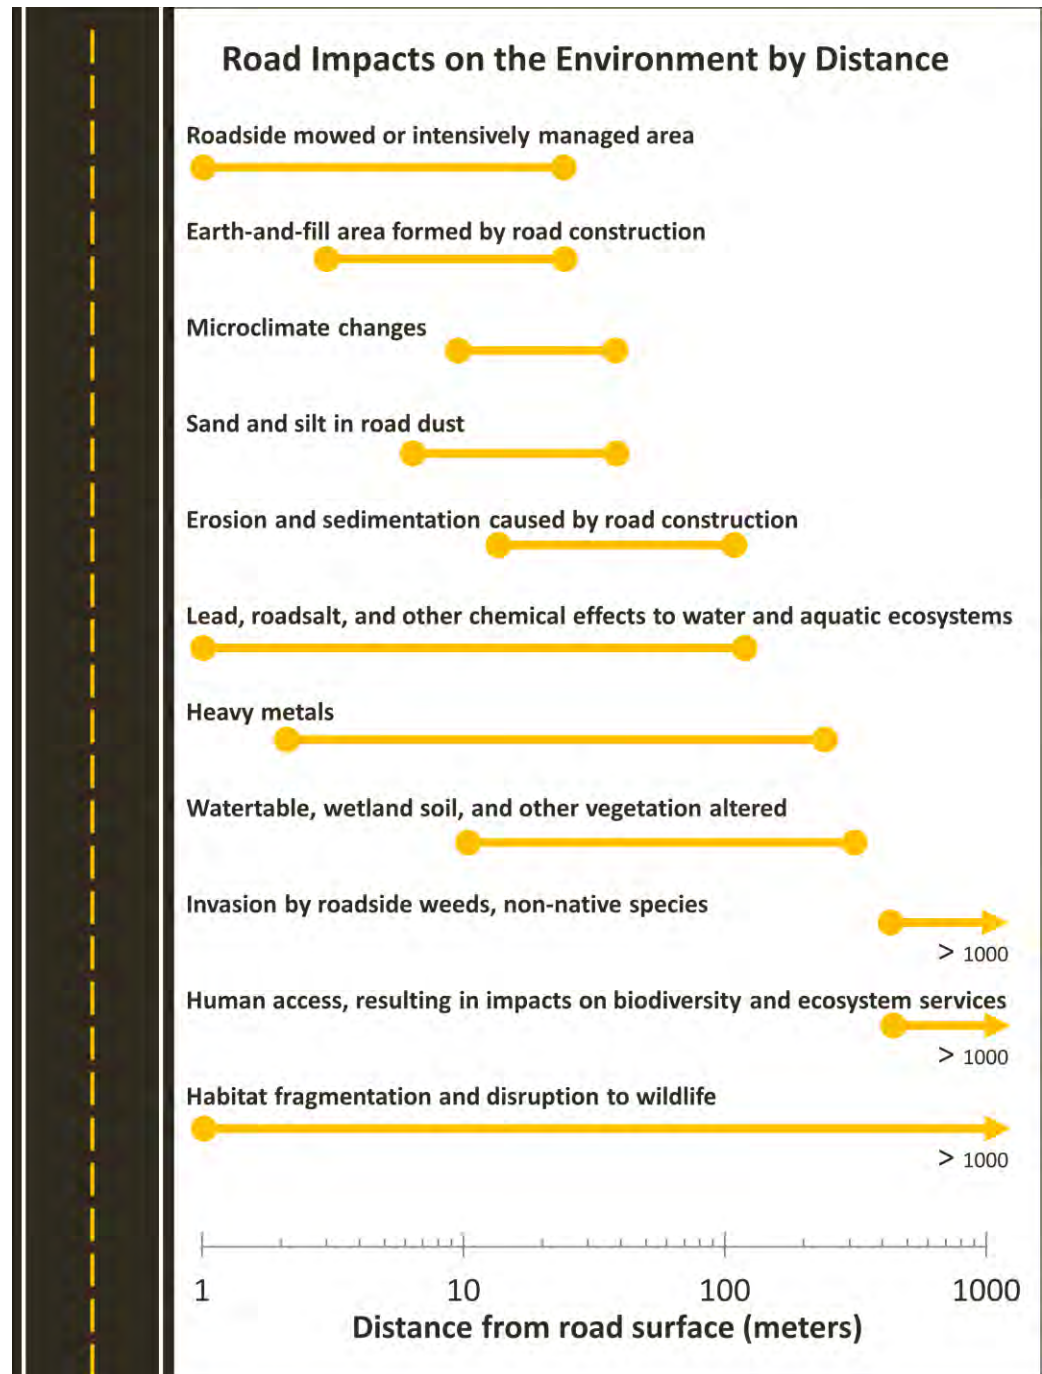 Road Impacts on the Environment by Distance
Roadside mowed or intensively managed area
Earth-and-fill area formed by road construction
Microclimate changes
Sand and silt in road dust
Erosion and sedimentation caused by road construction
Lead, roadsalt, and other chemical effects to water and aquatic ecosystems
Heavy metals
Watertable, wetland soil, and other vegetation altered
Invasion by roadside weeds, non-native species
> 1000
Human access, resulting in impacts on biodiversity and ecosystem services
> 1000
Habitat fragmentation and disruption to wildlife
> 1000
1 10 100 1000
Distance from road surface (meters)